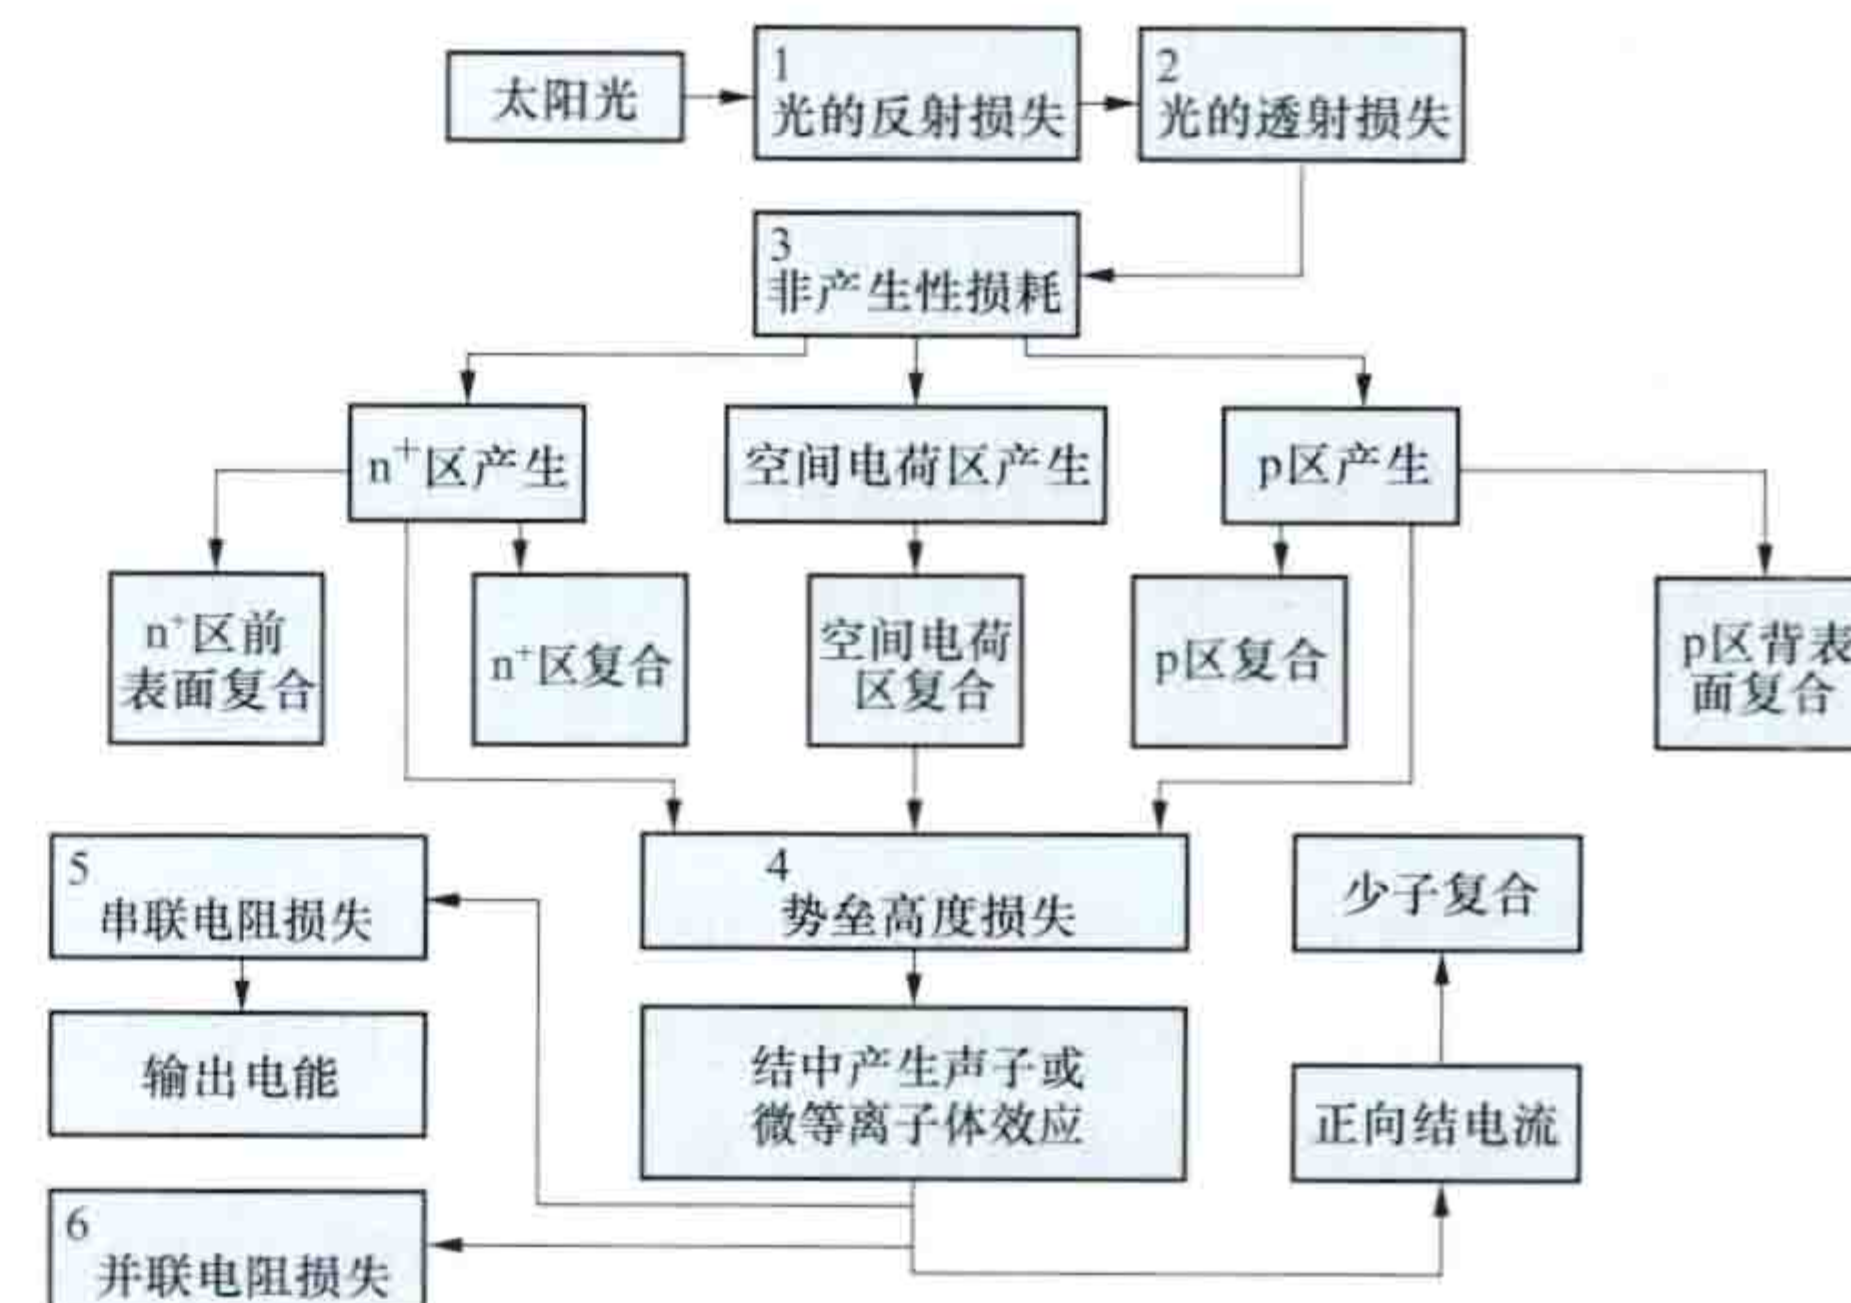 太阳光
1
光的反射损失
2
光的透射损失
3
非产生性损耗
n⁺区产生
空间电荷区产生
p区产生
n⁺区前
表面复合
n⁺区复合
空间电荷
区复合
p区复合
p区背表
面复合
5
串联电阻损失
4
势垒高度损失
少子复合
输出电能
结中产生声子或
微等离子体效应
正向结电流
6
并联电阻损失